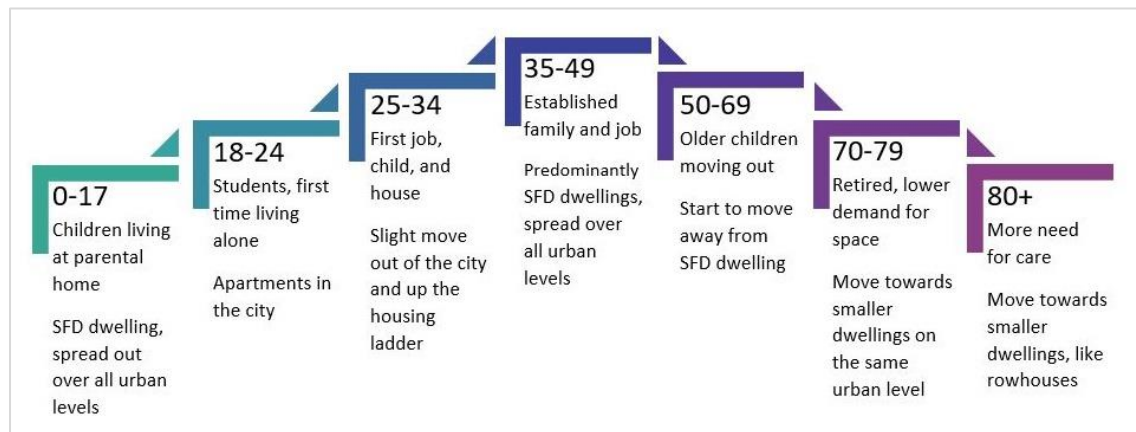 0-17
Children living
at parental
home
SFD dwelling,
spread out
over all urban
levels
18-24
Students, first
time living
alone
Apartments in
the city
25-34
First job,
child, and
house
Slight move
out of the city
and up the
housing
ladder
35-49
Established
family and job
Predominantly
SFD dwellings,
spread over
all urban
levels
50-69
Older children
moving out
Start to move
away from
SFD dwelling
70-79
Retired, lower
demand for
space
Move towards
smaller
dwellings on
the same
urban level
80+
More need
for care
Move towards
smaller
dwellings, like
rowhouses